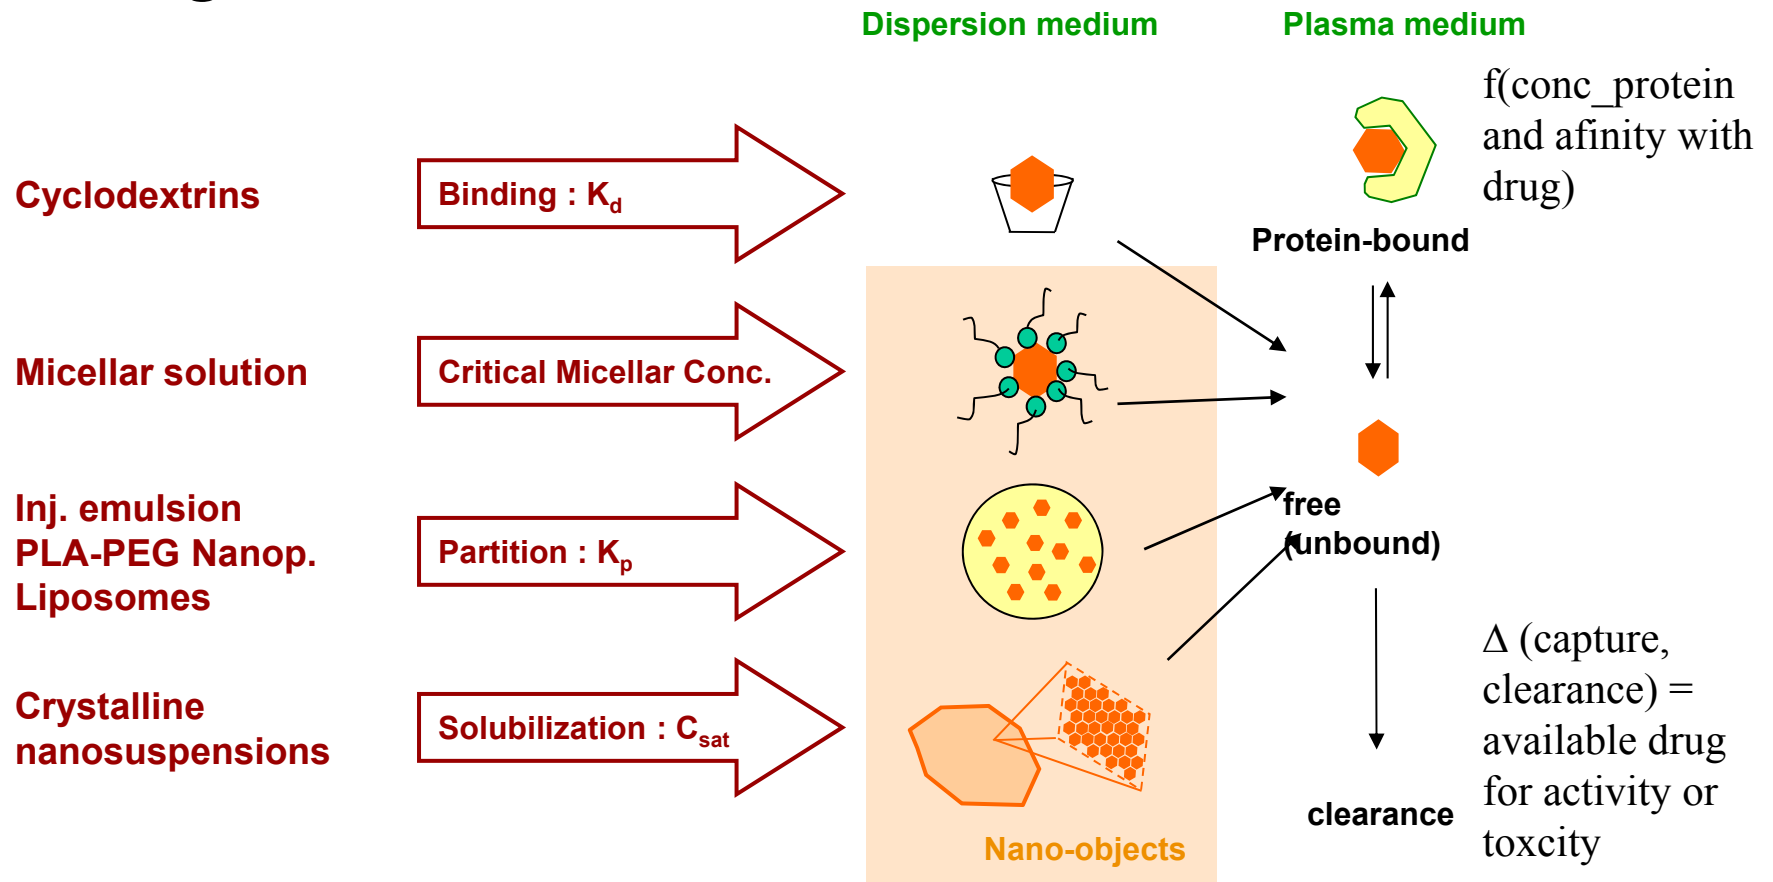 Dispersion medium
Plasma medium
f(conc_protein
and afinity with
drug)
Cyclodextrins
Binding : Kd
Protein-bound
Micellar solution
Critical Micellar Conc.
Inj. emulsion
PLA-PEG Nanop.
Liposomes
Partition : Kp
free
(unbound)
Crystalline
nanosuspensions
Solubilization : Csat
Δ (capture,
clearance) =
available drug
for activity or
toxcity
clearance
Nano-objects